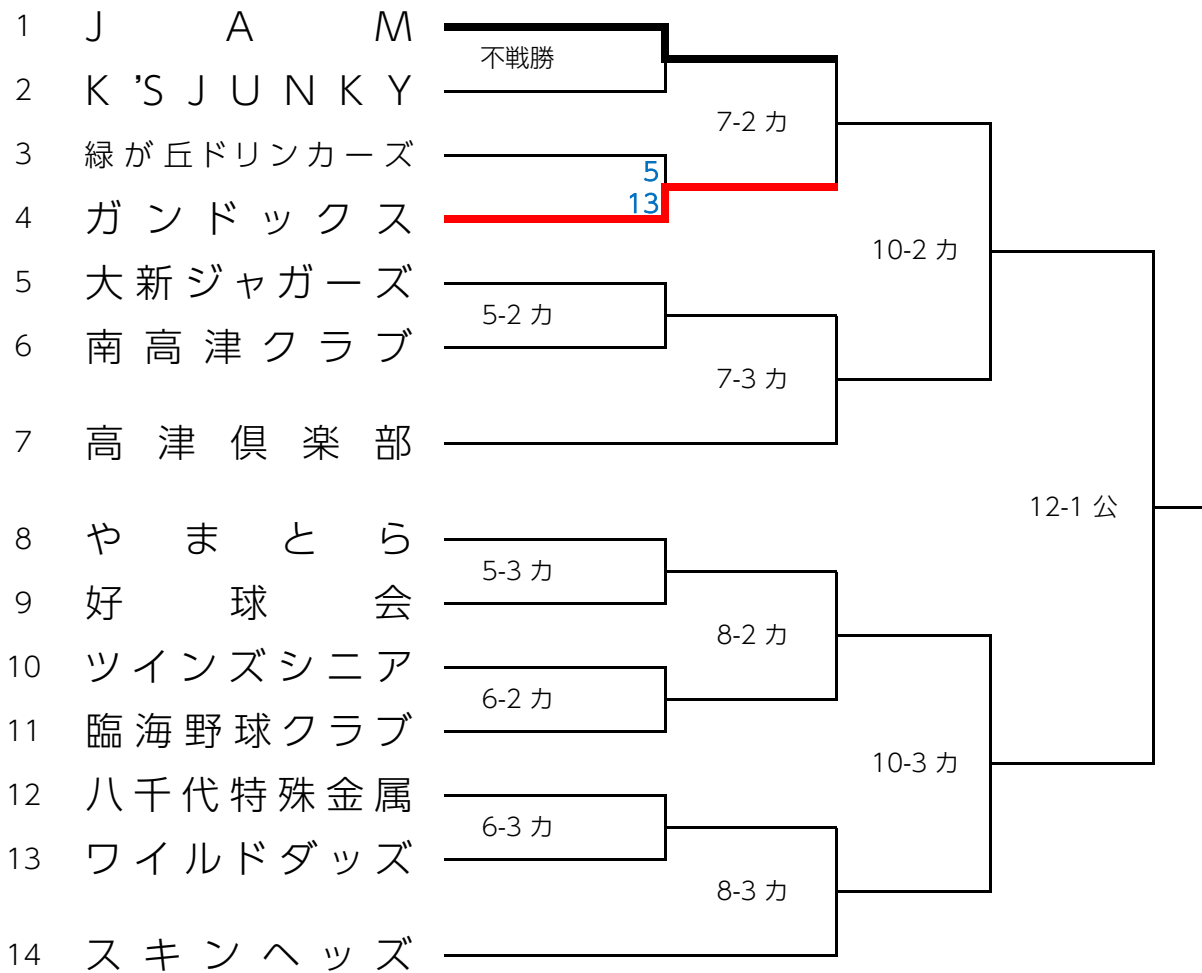 1 J A M
不戦勝
2 K 'S J U N K Y
7-2 カ
3 緑が丘ドリンカーズ
5
13
4 ガンドックス
10-2 カ
5 大新ジャガーズ
5-2 カ
6 南高津クラブ
7-3 カ
7 高津倶楽部
12-1 公
8 やまとら
5-3 カ
9 好球会
8-2 カ
10 ツインズシニア
6-2 カ
11 臨海野球クラブ
10-3 カ
12 八千代特殊金属
6-3 カ
13 ワイルドダッズ
8-3 カ
14 スキンヘッズ